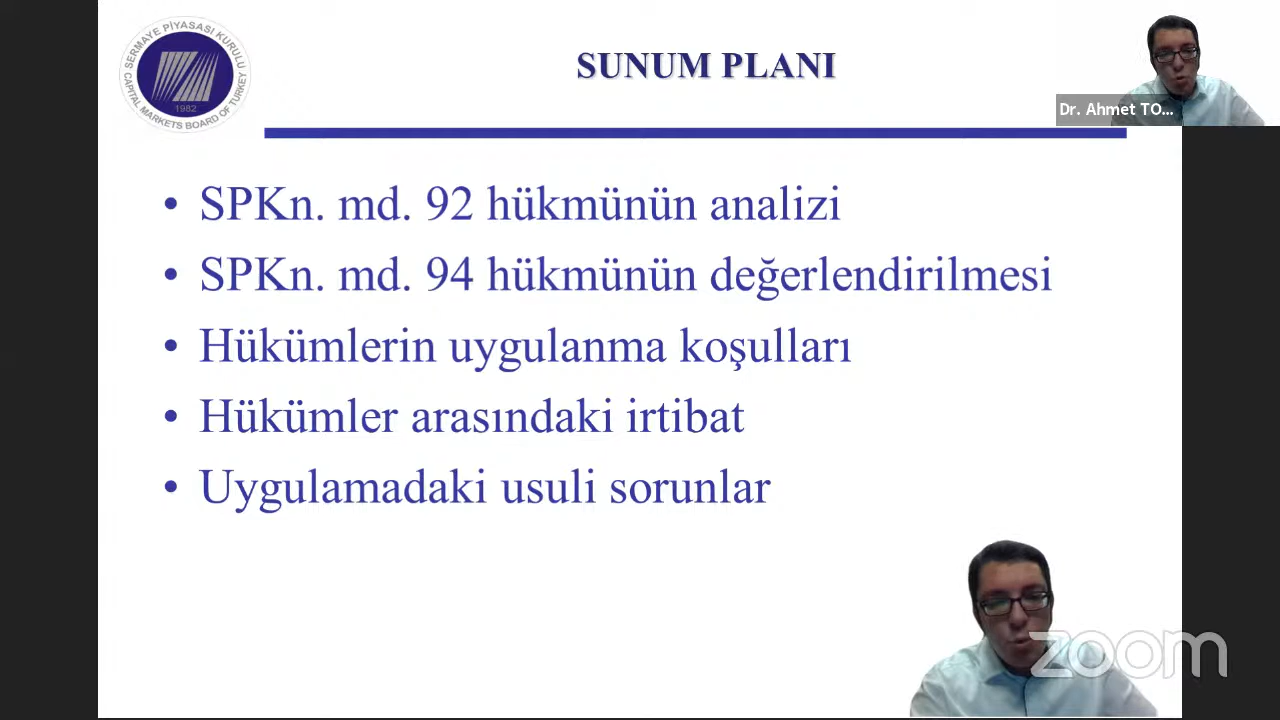 SERMAYE PİYASASI KURULU
CAPITAL MARKETS BOARD OF TURKEY
1982
SUNUM PLANI
Dr. Ahmet TO...
• SPKn. md. 92 hükmünün analizi
• SPKn. md. 94 hükmünün değerlendirilmesi
• Hükümlerin uygulanma koşulları
• Hükümler arasındaki irtibat
• Uygulamadaki usuli sorunlar
zoom